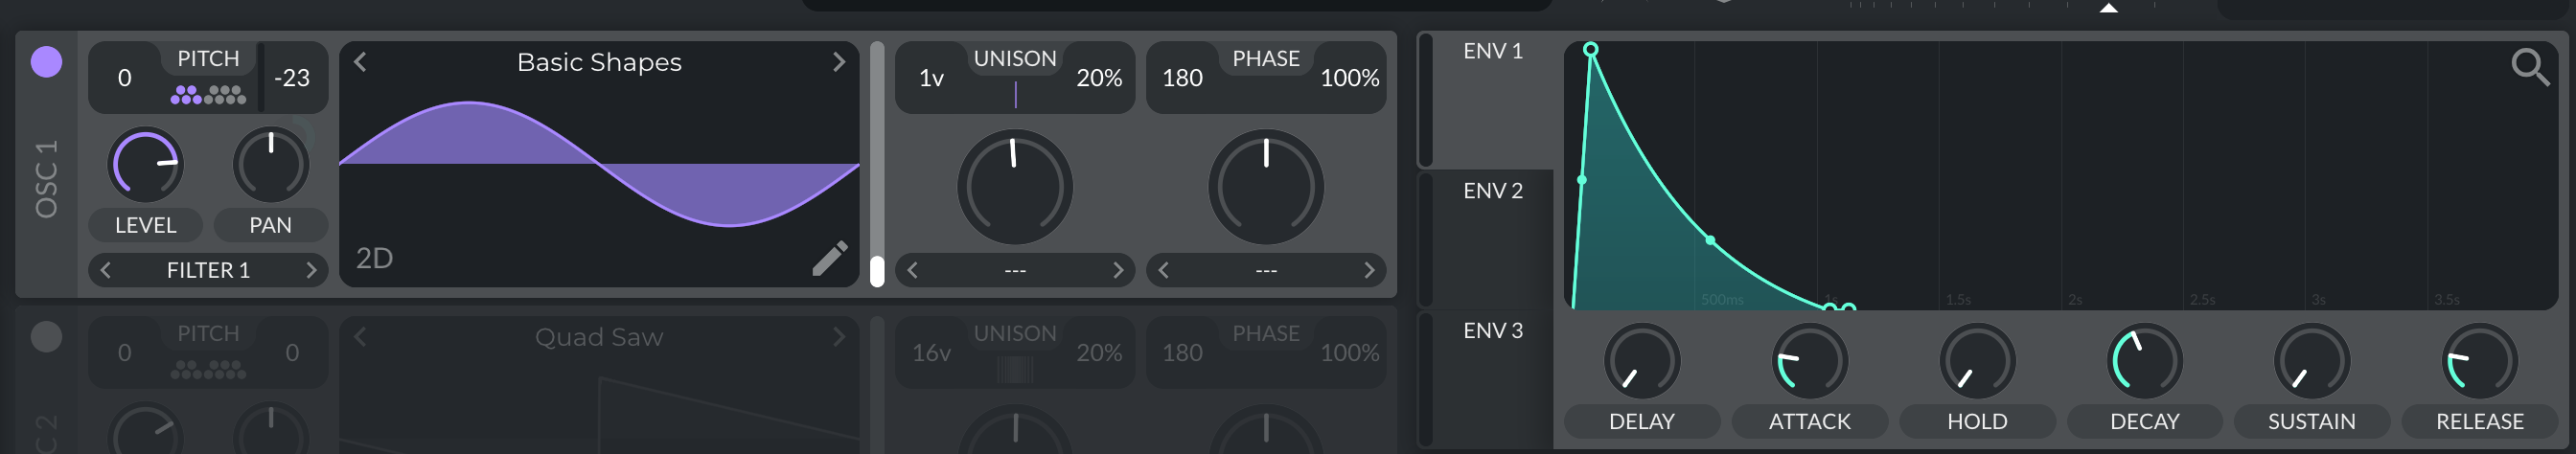 OSC 1
0
PITCH
-23
LEVEL
PAN
FILTER 1
Basic Shapes
2D
1v
UNISON
20%
---
180
PHASE
100%
---
C 2
0
PITCH
0
Quad Saw
16v
UNISON
20%
180
PHASE
100%
ENV 1
ENV 2
ENV 3
500ms
1s
1.5s
2s
2.5s
3s
3.5s
DELAY
ATTACK
HOLD
DECAY
SUSTAIN
RELEASE